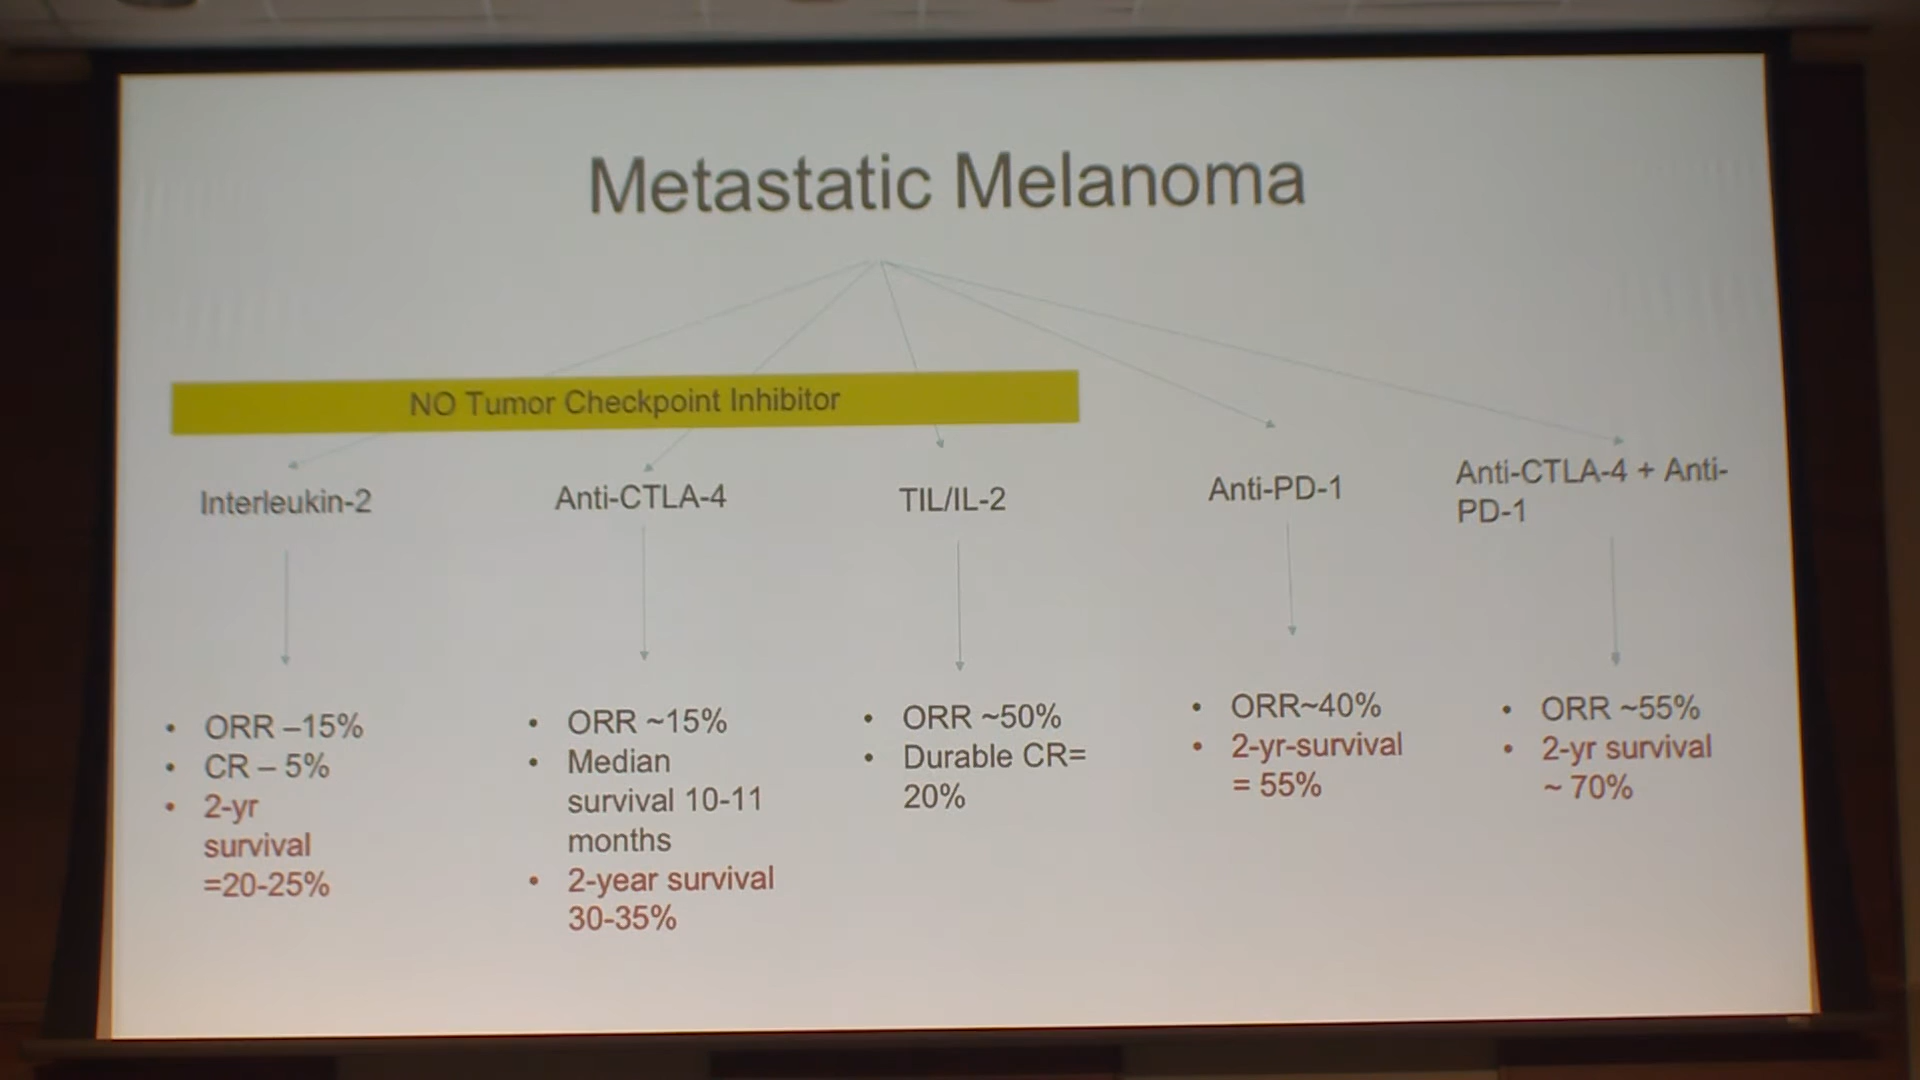 Metastatic Melanoma
NO Tumor Checkpoint Inhibitor
Interleukin-2
Anti-CTLA-4
TIL/IL-2
Anti-PD-1
Anti-CTLA-4 + Anti-
PD-1
• ORR –15%
• CR – 5%
• 2-yr
survival
=20-25%
• ORR ~15%
• Median
survival 10-11
months
• 2-year survival
30-35%
• ORR ~50%
• Durable CR=
20%
• ORR~40%
• 2-yr-survival
= 55%
• ORR ~55%
• 2-yr survival
~ 70%